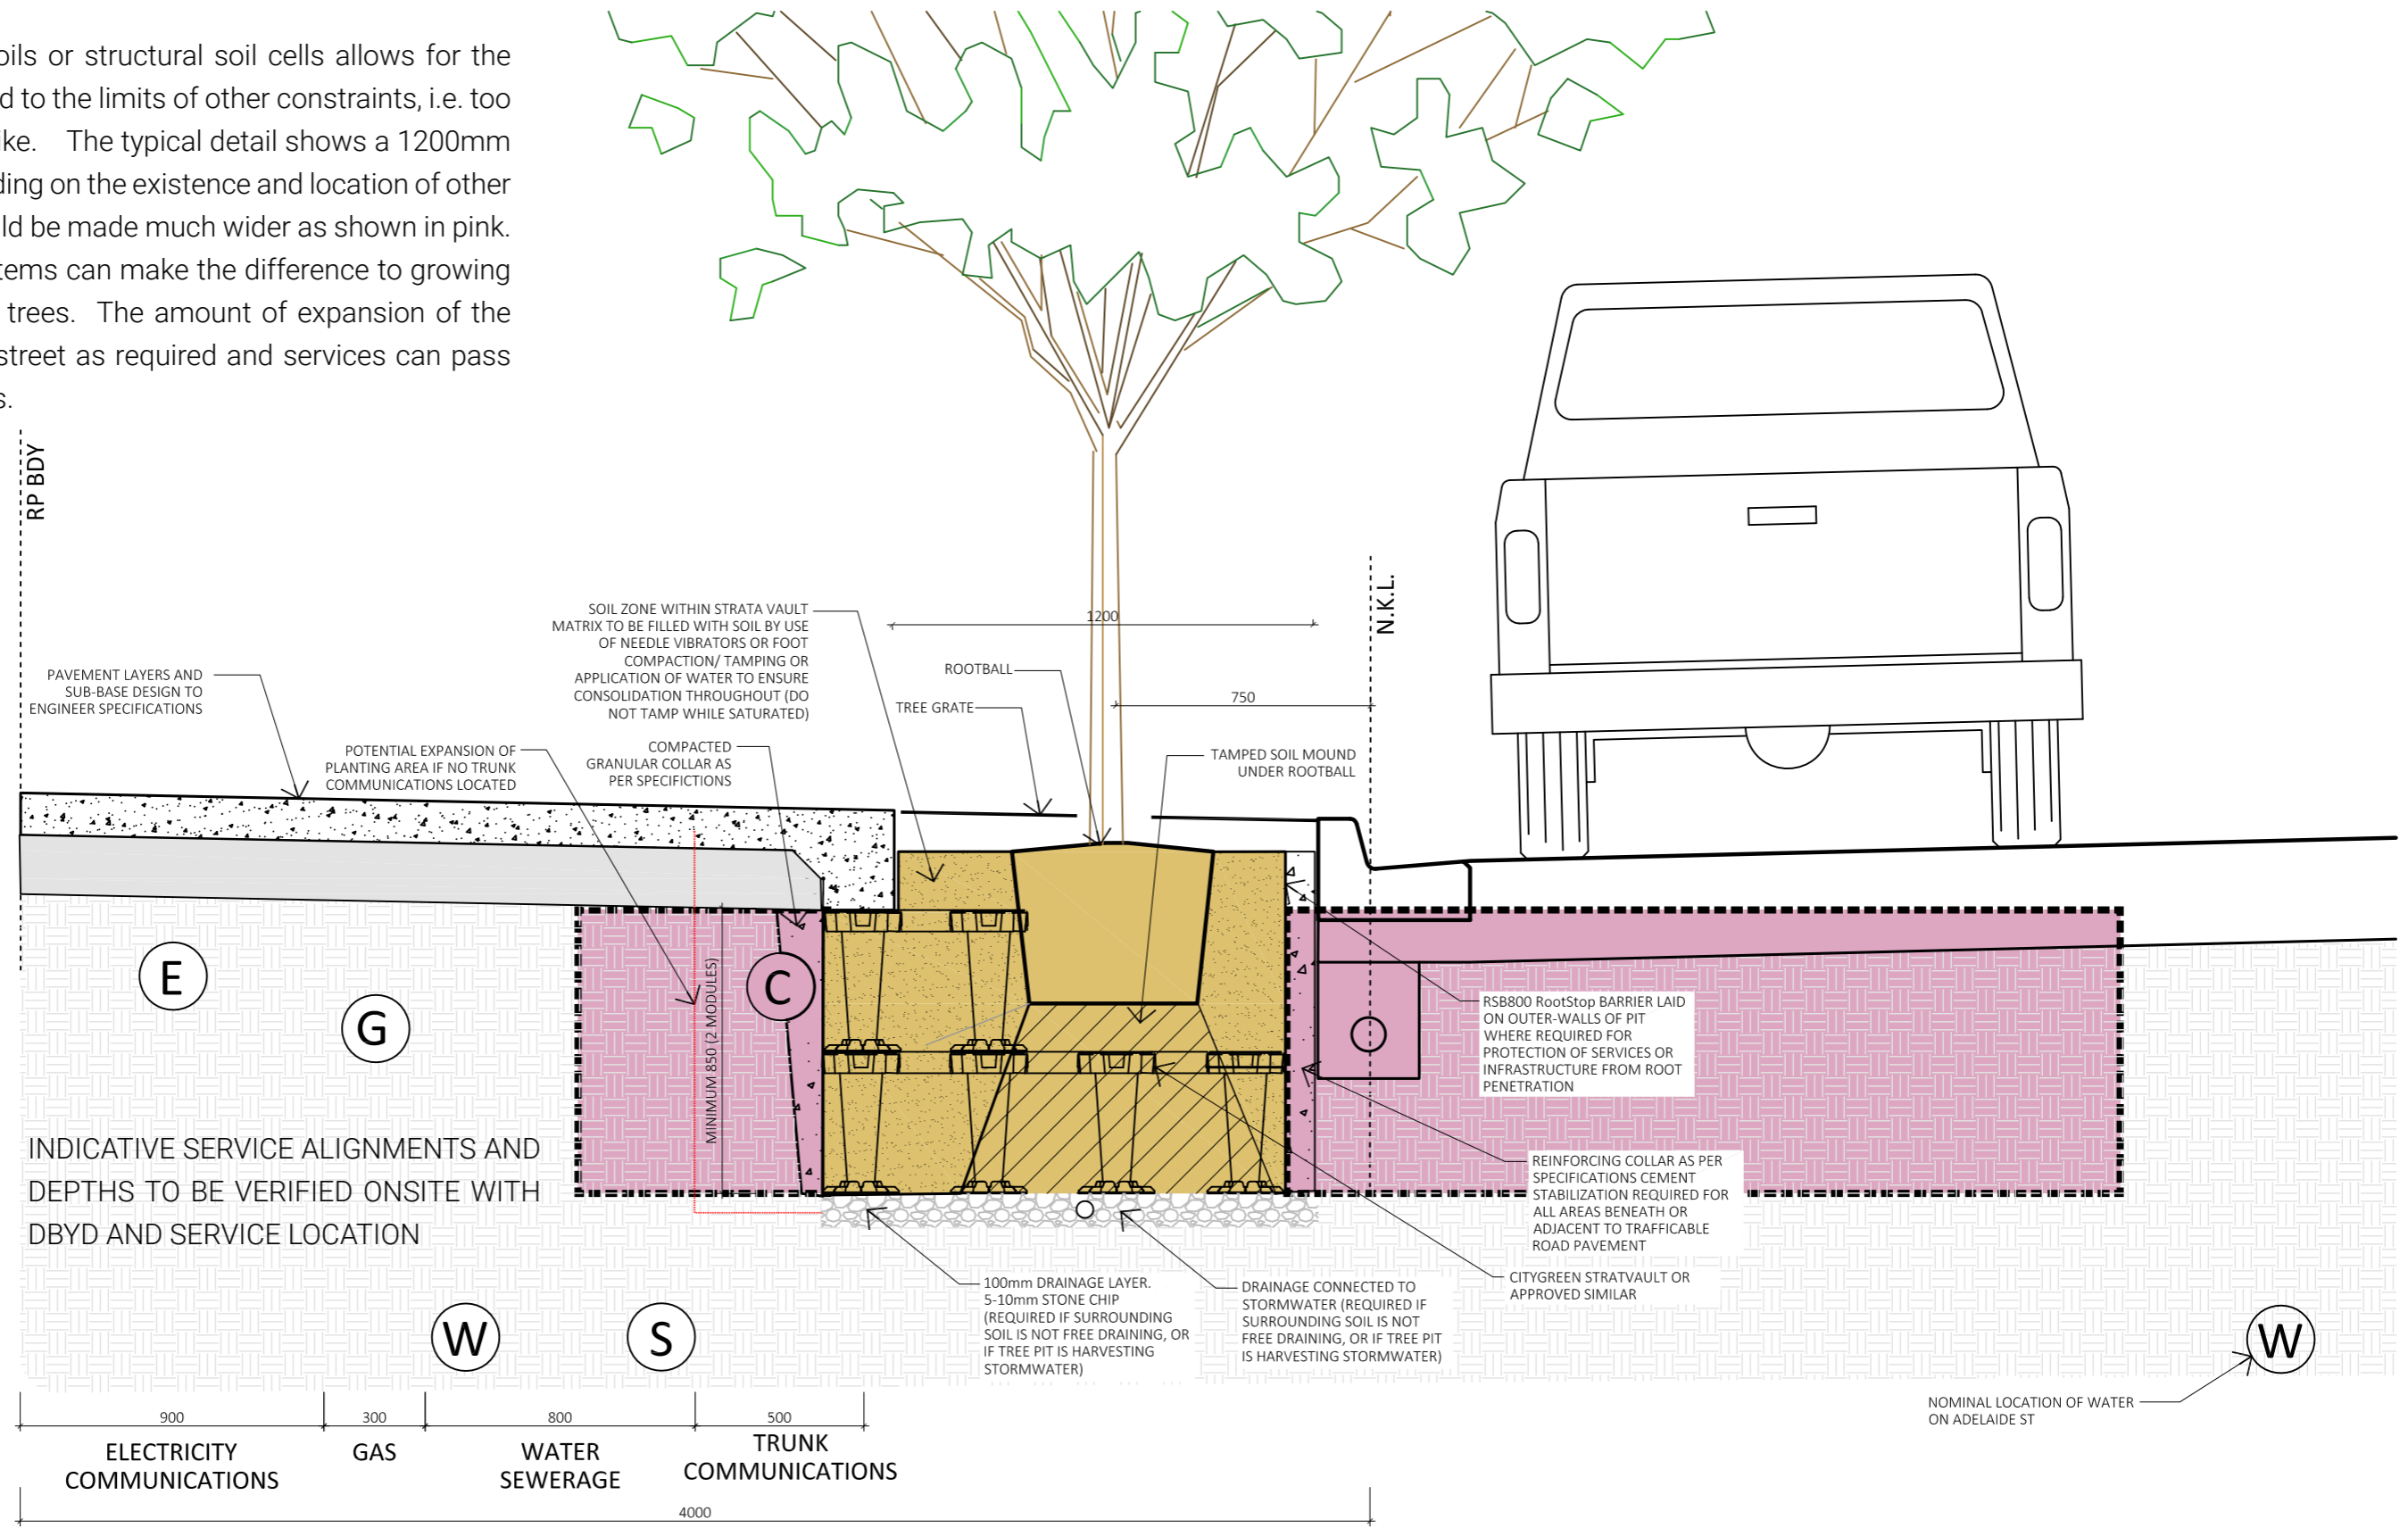 oils or structural soil cells allows for the
d to the limits of other constraints, i.e. too
ike. The typical detail shows a 1200mm
ding on the existence and location of other
ld be made much wider as shown in pink.
tems can make the difference to growing
trees. The amount of expansion of the
street as required and services can pass
s.
RP BDY
N.K.L.
SOIL ZONE WITHIN STRATA VAULT
MATRIX TO BE FILLED WITH SOIL BY USE
OF NEEDLE VIBRATORS OR FOOT
COMPACTION/ TAMPING OR
APPLICATION OF WATER TO ENSURE
CONSOLIDATION THROUGHOUT (DO
NOT TAMP WHILE SATURATED)
1200
ROOTBALL
750
TREE GRATE
PAVEMENT LAYERS AND
SUB-BASE DESIGN TO
ENGINEER SPECIFICATIONS
POTENTIAL EXPANSION OF
PLANTING AREA IF NO TRUNK
COMMUNICATIONS LOCATED
COMPACTED
GRANULAR COLLAR AS
PER SPECIFICTIONS
TAMPED SOIL MOUND
UNDER ROOTBALL
E
G
C
MINIMUM 850 (2 MODULES)
RSB800 RootStop BARRIER LAID
ON OUTER-WALLS OF PIT
WHERE REQUIRED FOR
PROTECTION OF SERVICES OR
INFRASTRUCTURE FROM ROOT
PENETRATION
INDICATIVE SERVICE ALIGNMENTS AND
DEPTHS TO BE VERIFIED ONSITE WITH
DBYD AND SERVICE LOCATION
REINFORCING COLLAR AS PER
SPECIFICATIONS CEMENT
STABILIZATION REQUIRED FOR
ALL AREAS BENEATH OR
ADJACENT TO TRAFFICABLE
ROAD PAVEMENT
CITYGREEN STRATVAULT OR
APPROVED SIMILAR
100mm DRAINAGE LAYER.
5-10mm STONE CHIP
(REQUIRED IF SURROUNDING
SOIL IS NOT FREE DRAINING, OR
IF TREE PIT IS HARVESTING
STORMWATER)
DRAINAGE CONNECTED TO
STORMWATER (REQUIRED IF
SURROUNDING SOIL IS NOT
FREE DRAINING, OR IF TREE PIT
IS HARVESTING STORMWATER)
W
S
W
NOMINAL LOCATION OF WATER
ON ADELAIDE ST
900
300
800
500
ELECTRICITY
COMMUNICATIONS
GAS
WATER
SEWERAGE
TRUNK
COMMUNICATIONS
4000